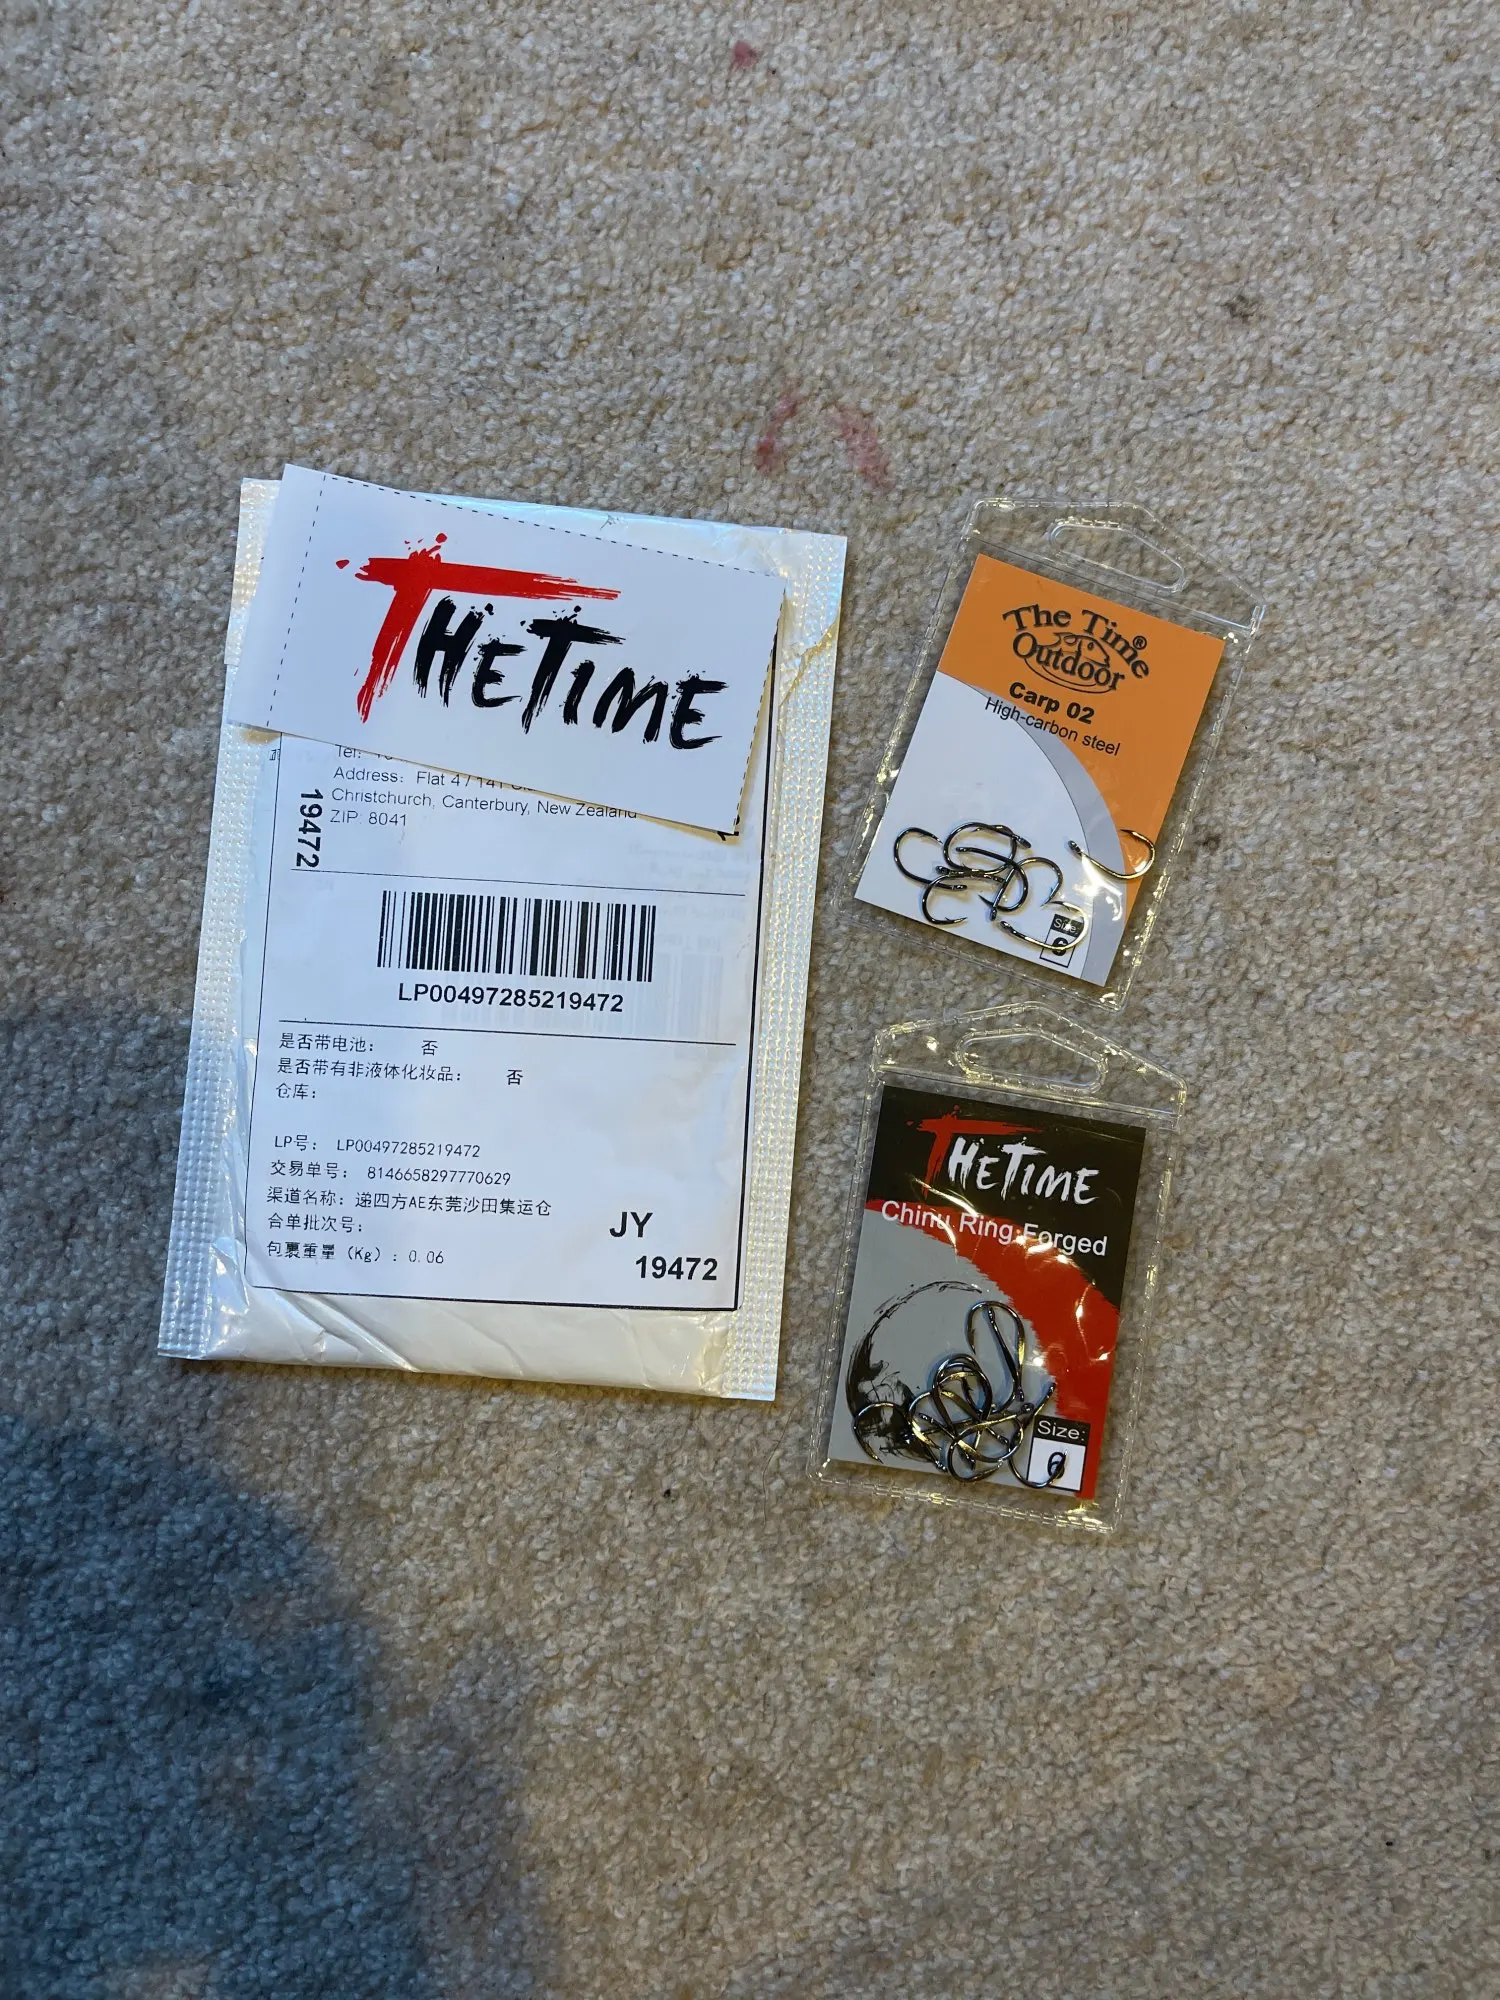 THETIME
Tel:
Address: Flat 4 / 141
Christchurch, Canterbury, New Zealand
ZIP: 8041
19472
LP00497285219472
是否带电池: 否
是否带有非液体化妆品: 否
仓库:
LP号: LP00497285219472
交易单号: 8146658297770629
渠道名称: 递四方AE东莞沙田集运仓
合单批次号:
包裹重量 (Kg) : 0.06
JY
19472
The Time®
Outdoor
Carp 02
High-carbon steel
Size:
6
THETIME
Chinu Ring:Forged
Size:
6